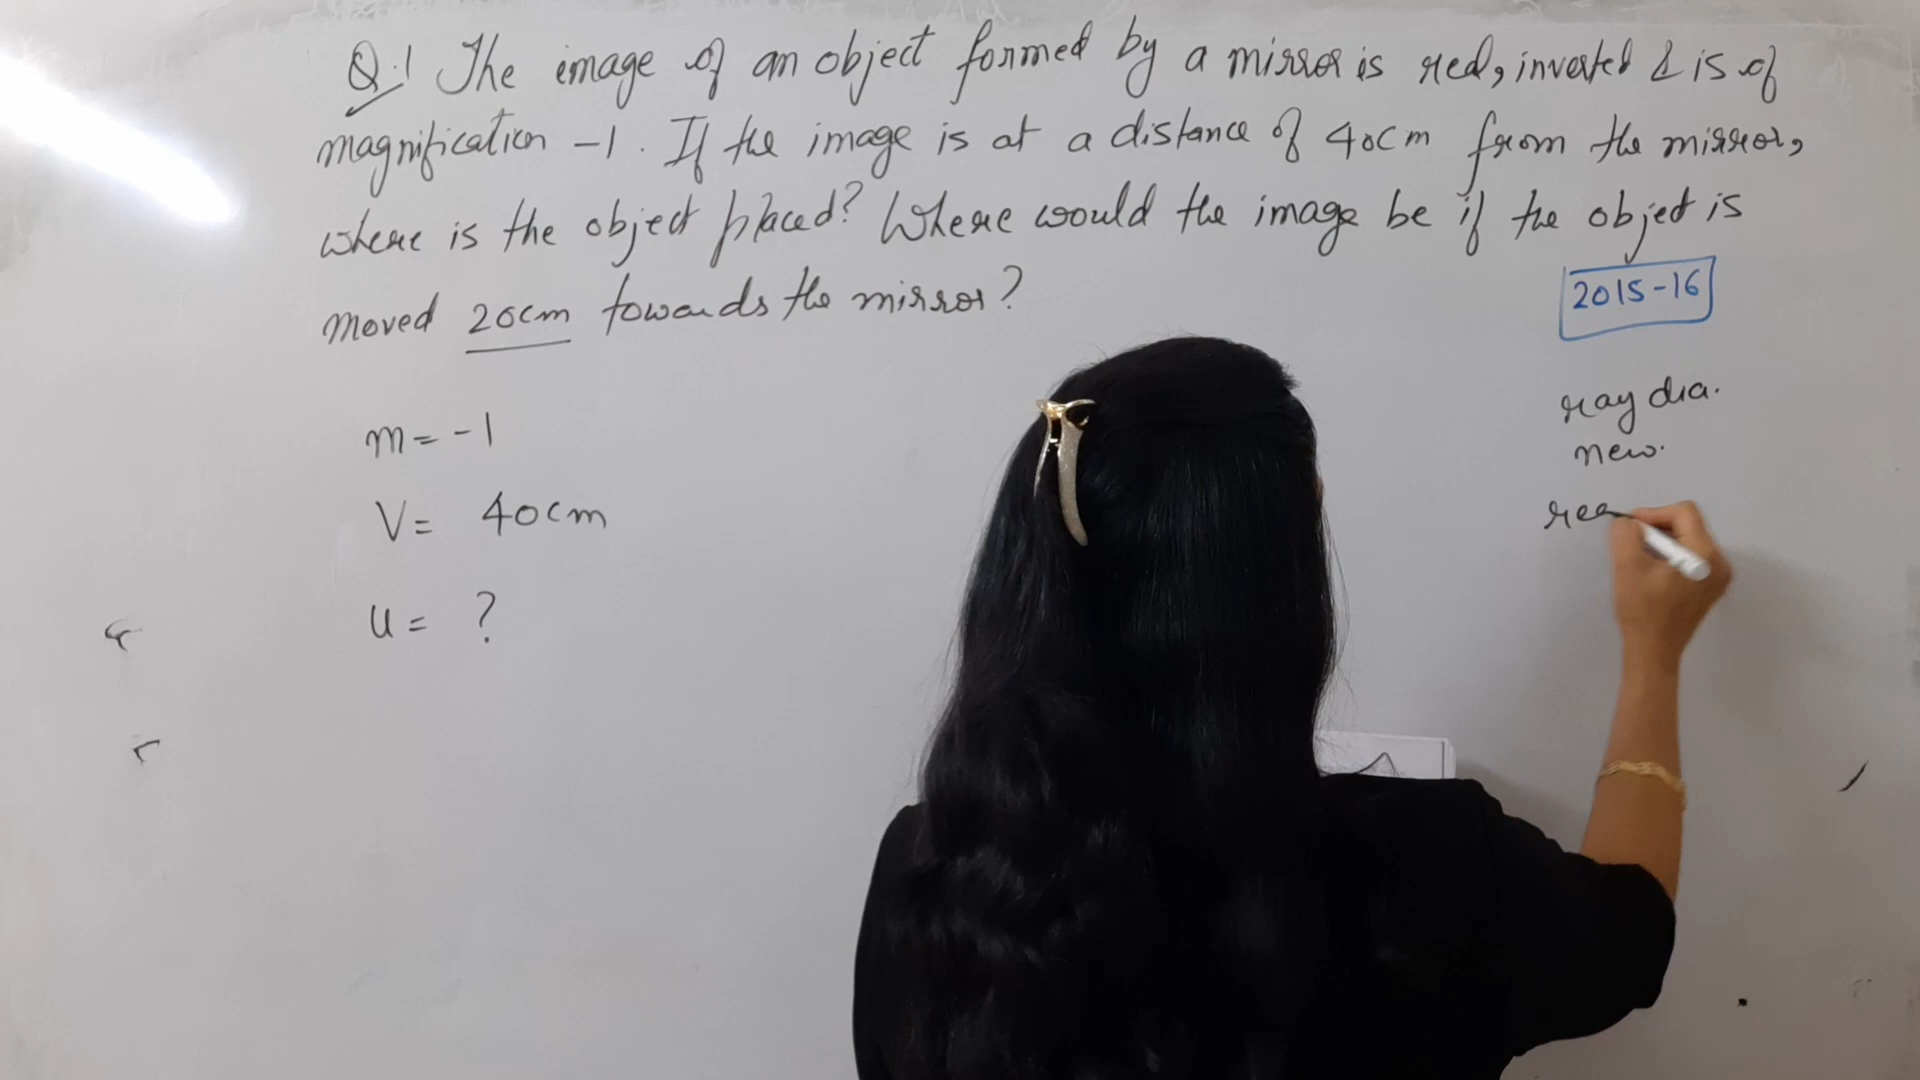 Q.1 The image of an object formed by a mirror is real, inverted & is of
magnification -1. If the image is at a distance of 40cm from the mirror,
where is the object placed? Where would the image be if the object is
moved 20cm towards the mirror?
2015-16
ray dia.
new.
m = -1
V = 40cm
u = ?
rea